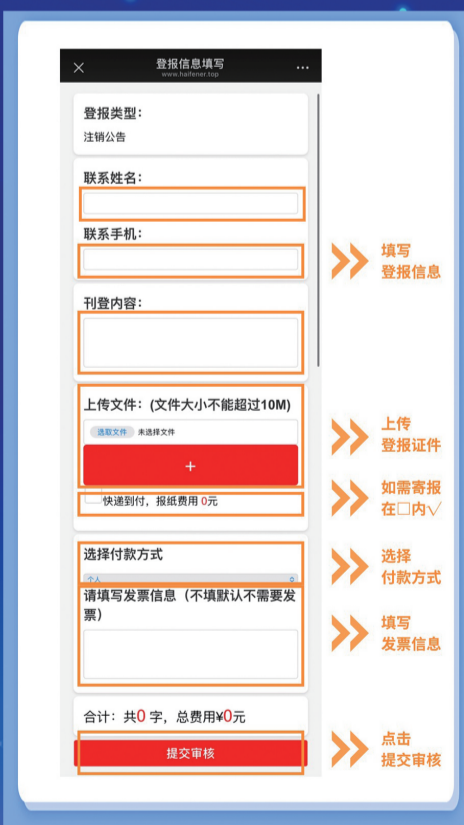 登报信息填写
www.haifener.top
登报类型：
注销公告
联系姓名：
联系手机：
填写
登报信息
刊登内容：
上传文件：(文件大小不能超过10M)
选取文件 未选择文件
+
上传
登报证件
快递到付，报纸费用 0元
如需寄报
在□内√
选择付款方式
个人
选择
付款方式
请填写发票信息（不填默认不需要发
票）
填写
发票信息
合计：共0 字，总费用¥0元
提交审核
点击
提交审核